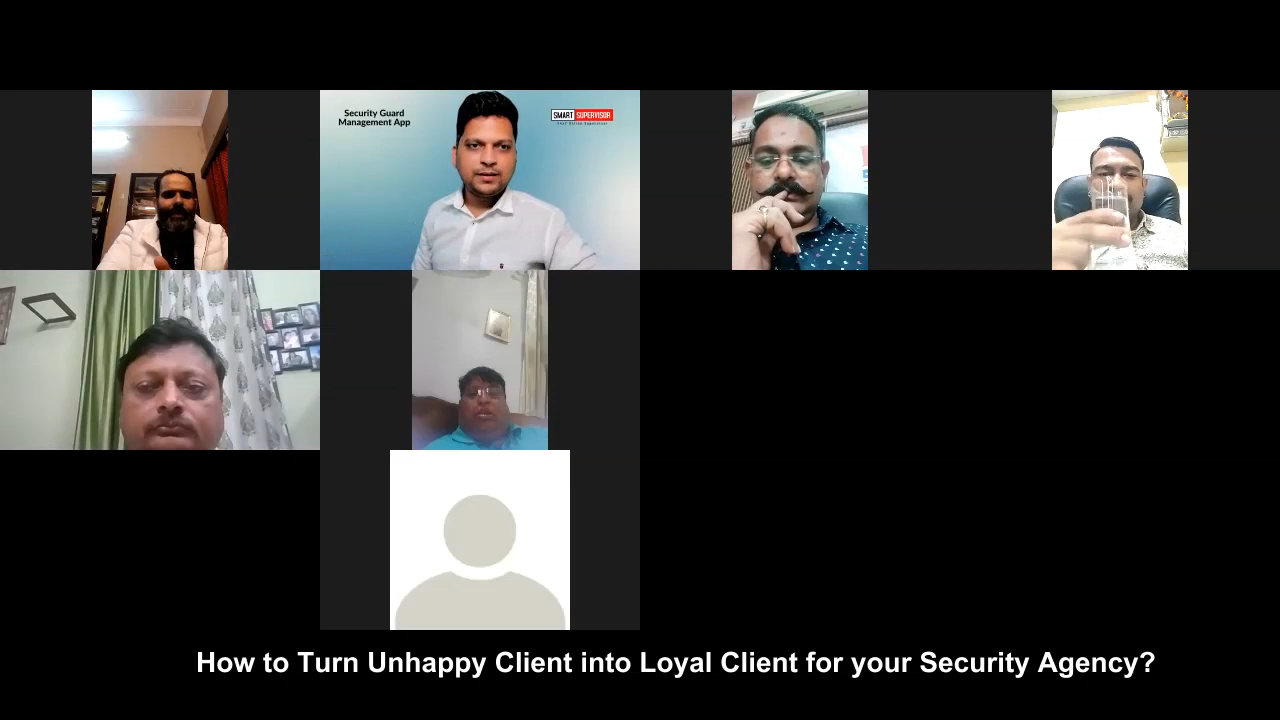 Security Guard
Management App
SMART SUPERVISOR
How to Turn Unhappy Client into Loyal Client for your Security Agency?